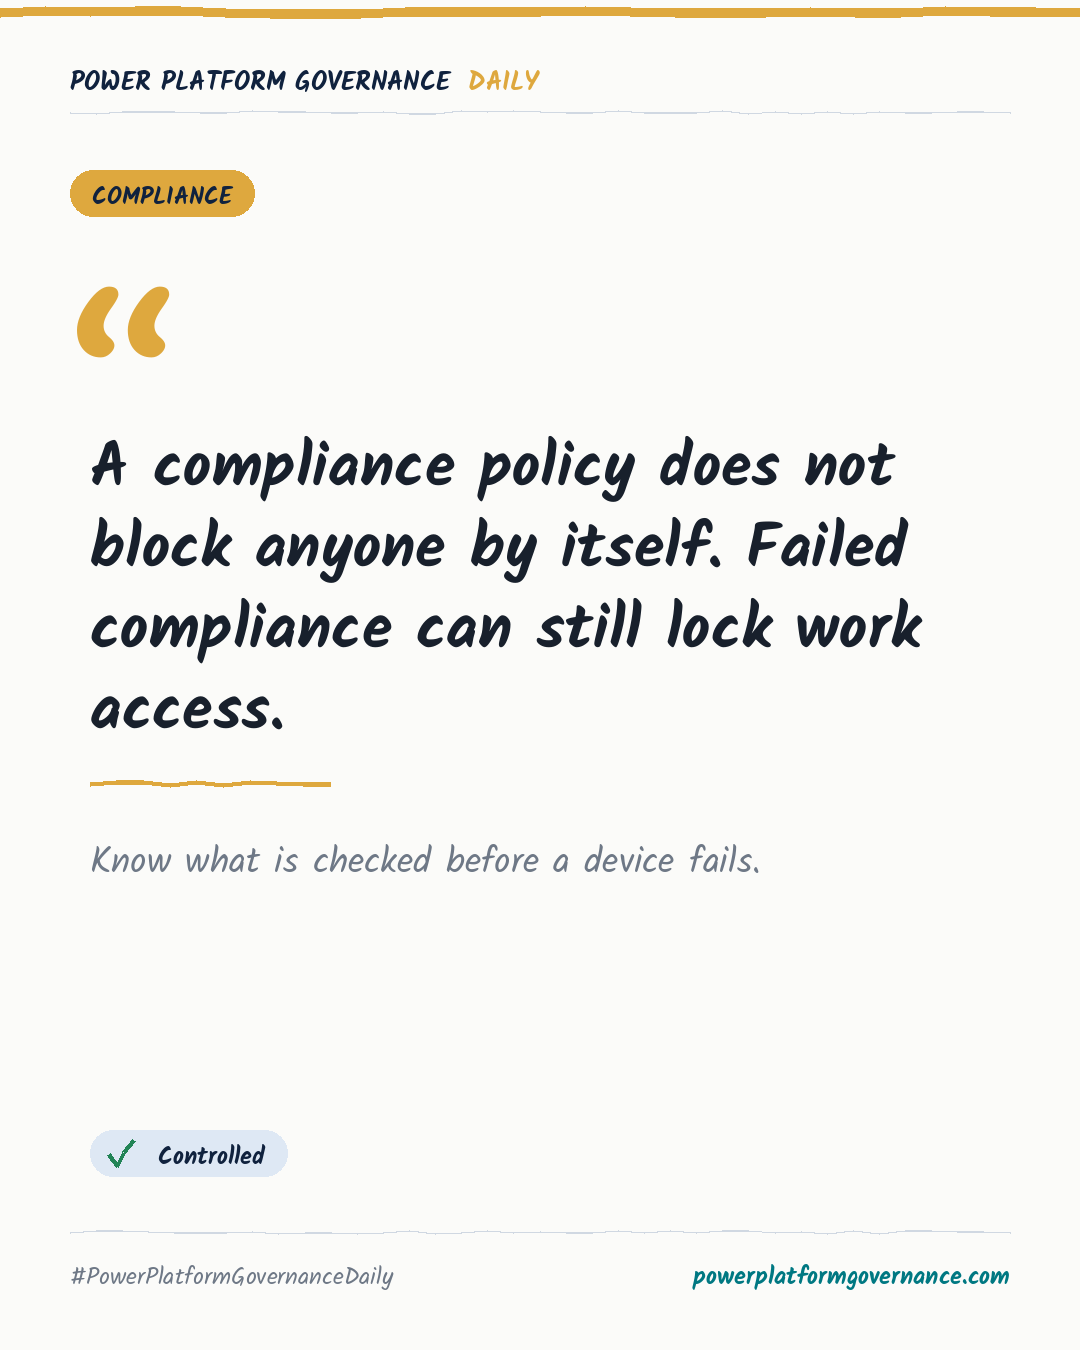 POWER PLATFORM GOVERNANCE DAILY
COMPLIANCE
“
A compliance policy does not
block anyone by itself. Failed
compliance can still lock work
access.
Know what is checked before a device fails.
✓ Controlled
#PowerPlatformGovernanceDaily
powerplatformgovernance.com